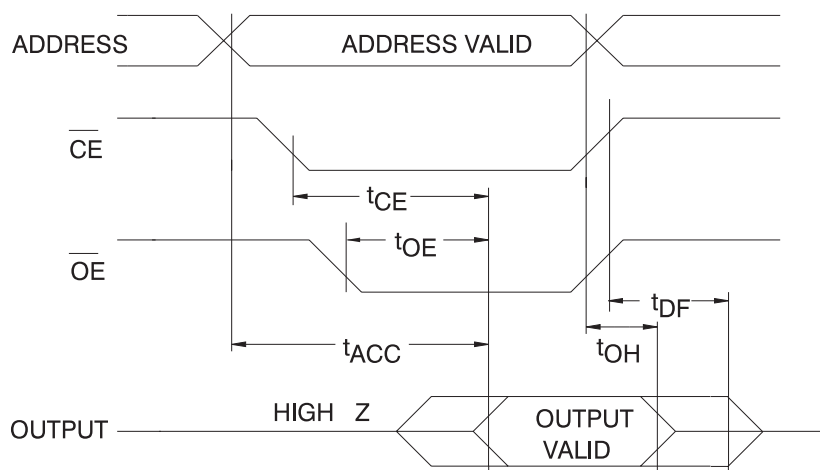 ADDRESS
ADDRESS VALID
CE
tCE
tOE
OE
tDF
tACC
tOH
HIGH Z
OUTPUT
OUTPUT
VALID